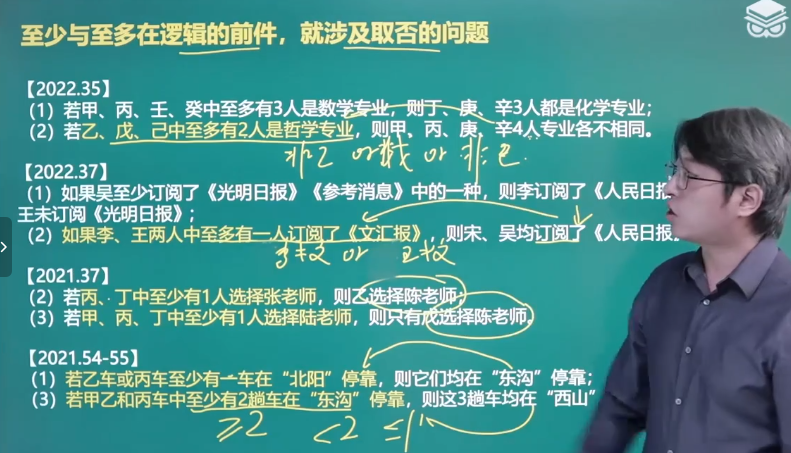 至少与至多在逻辑的前件，就涉及取否的问题
【2022.35】
（1）若甲、丙、壬、癸中至多有3人是数学专业，则丁、庚、辛3人都是化学专业；
（2）若乙、戊、己中至多有2人是哲学专业，则甲、丙、庚、辛4人专业各不相同。
非乙 or 非戊 or 非己
【2022.37】
（1）如果吴至少订阅了《光明日报》《参考消息》中的一种，则李订阅了《人民日报
王未订阅《光明日报》；
（2）如果李、王两人中至多有一人订阅了《文汇报》，则宋、吴均订阅了《人民日报
or
【2021.37】
（2）若丙、丁中至少有1人选择张老师，则乙选择陈老师；
（3）若甲、丙、丁中至少有1人选择陆老师，则只有戊选择陈老师。
【2021.54-55】
（1）若乙车或丙车至少有一车在“北阳”停靠，则它们均在“东沟”停靠；
（3）若甲乙和丙车中至少有2趟车在“东沟”停靠，则这3趟车均在“西山”
≥2 <2 ≤1